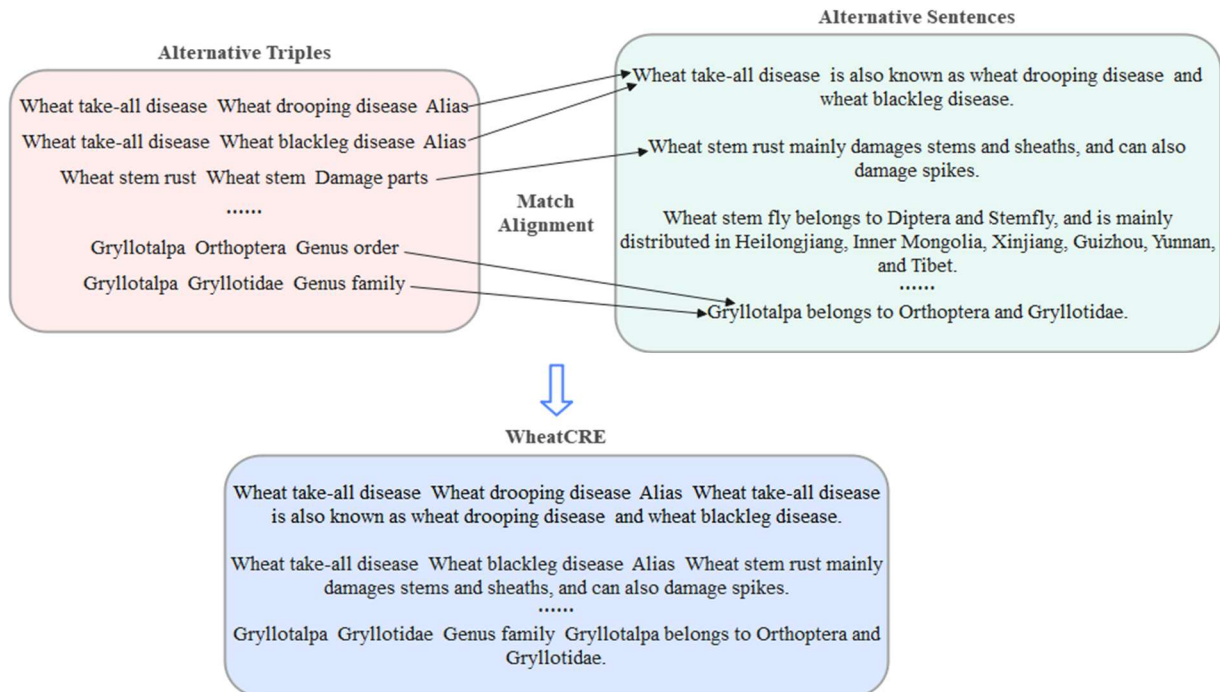 Alternative Triples
Wheat take-all disease Wheat drooping disease Alias
Wheat take-all disease Wheat blackleg disease Alias
Wheat stem rust Wheat stem Damage parts
......
Gryllotalpa Orthoptera Genus order
Gryllotalpa Gryllotidae Genus family
Match
Alignment
Alternative Sentences
Wheat take-all disease is also known as wheat drooping disease and
wheat blackleg disease.
Wheat stem rust mainly damages stems and sheaths, and can also
damage spikes.
Wheat stem fly belongs to Diptera and Stemfly, and is mainly
distributed in Heilongjiang, Inner Mongolia, Xinjiang, Guizhou, Yunnan,
and Tibet.
......
Gryllotalpa belongs to Orthoptera and Gryllotidae.
WheatCRE
Wheat take-all disease Wheat drooping disease Alias Wheat take-all disease
is also known as wheat drooping disease and wheat blackleg disease.
Wheat take-all disease Wheat blackleg disease Alias Wheat stem rust mainly
damages stems and sheaths, and can also damage spikes.
......
Gryllotalpa Gryllotidae Genus family Gryllotalpa belongs to Orthoptera and
Gryllotidae.